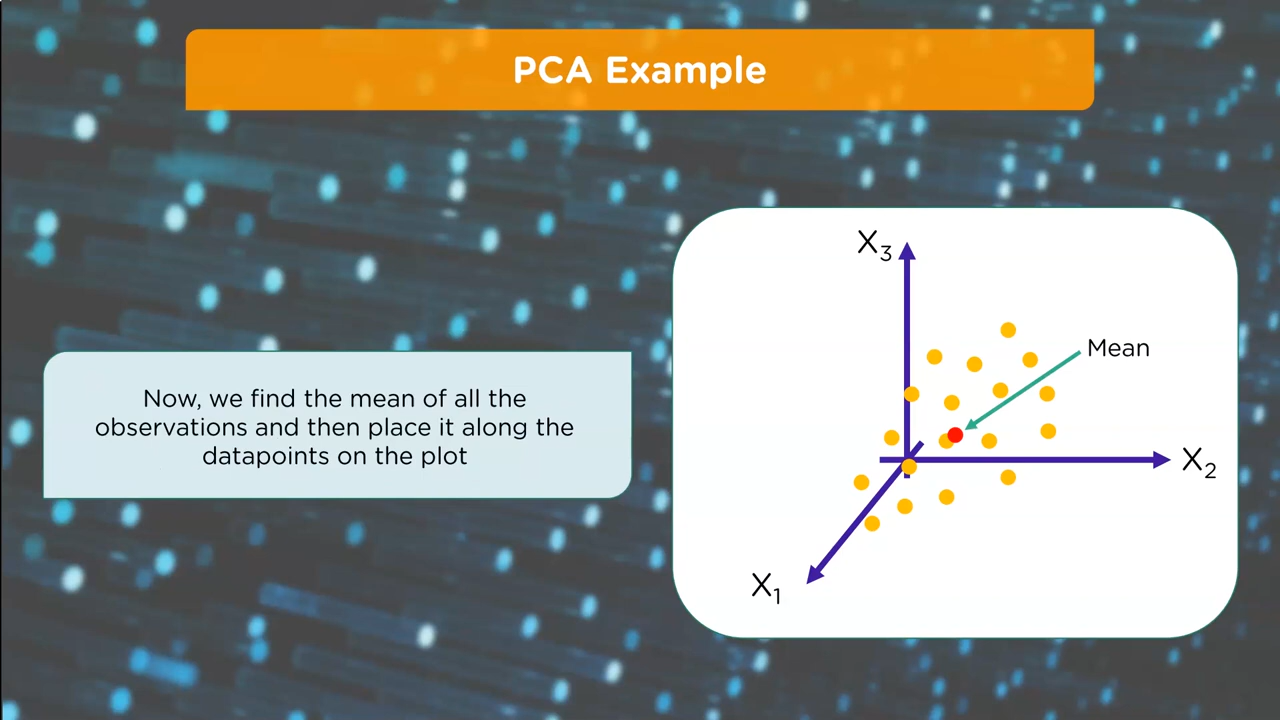 PCA Example
Now, we find the mean of all the
observations and then place it along the
datapoints on the plot
X₃
Mean
X₂
X₁